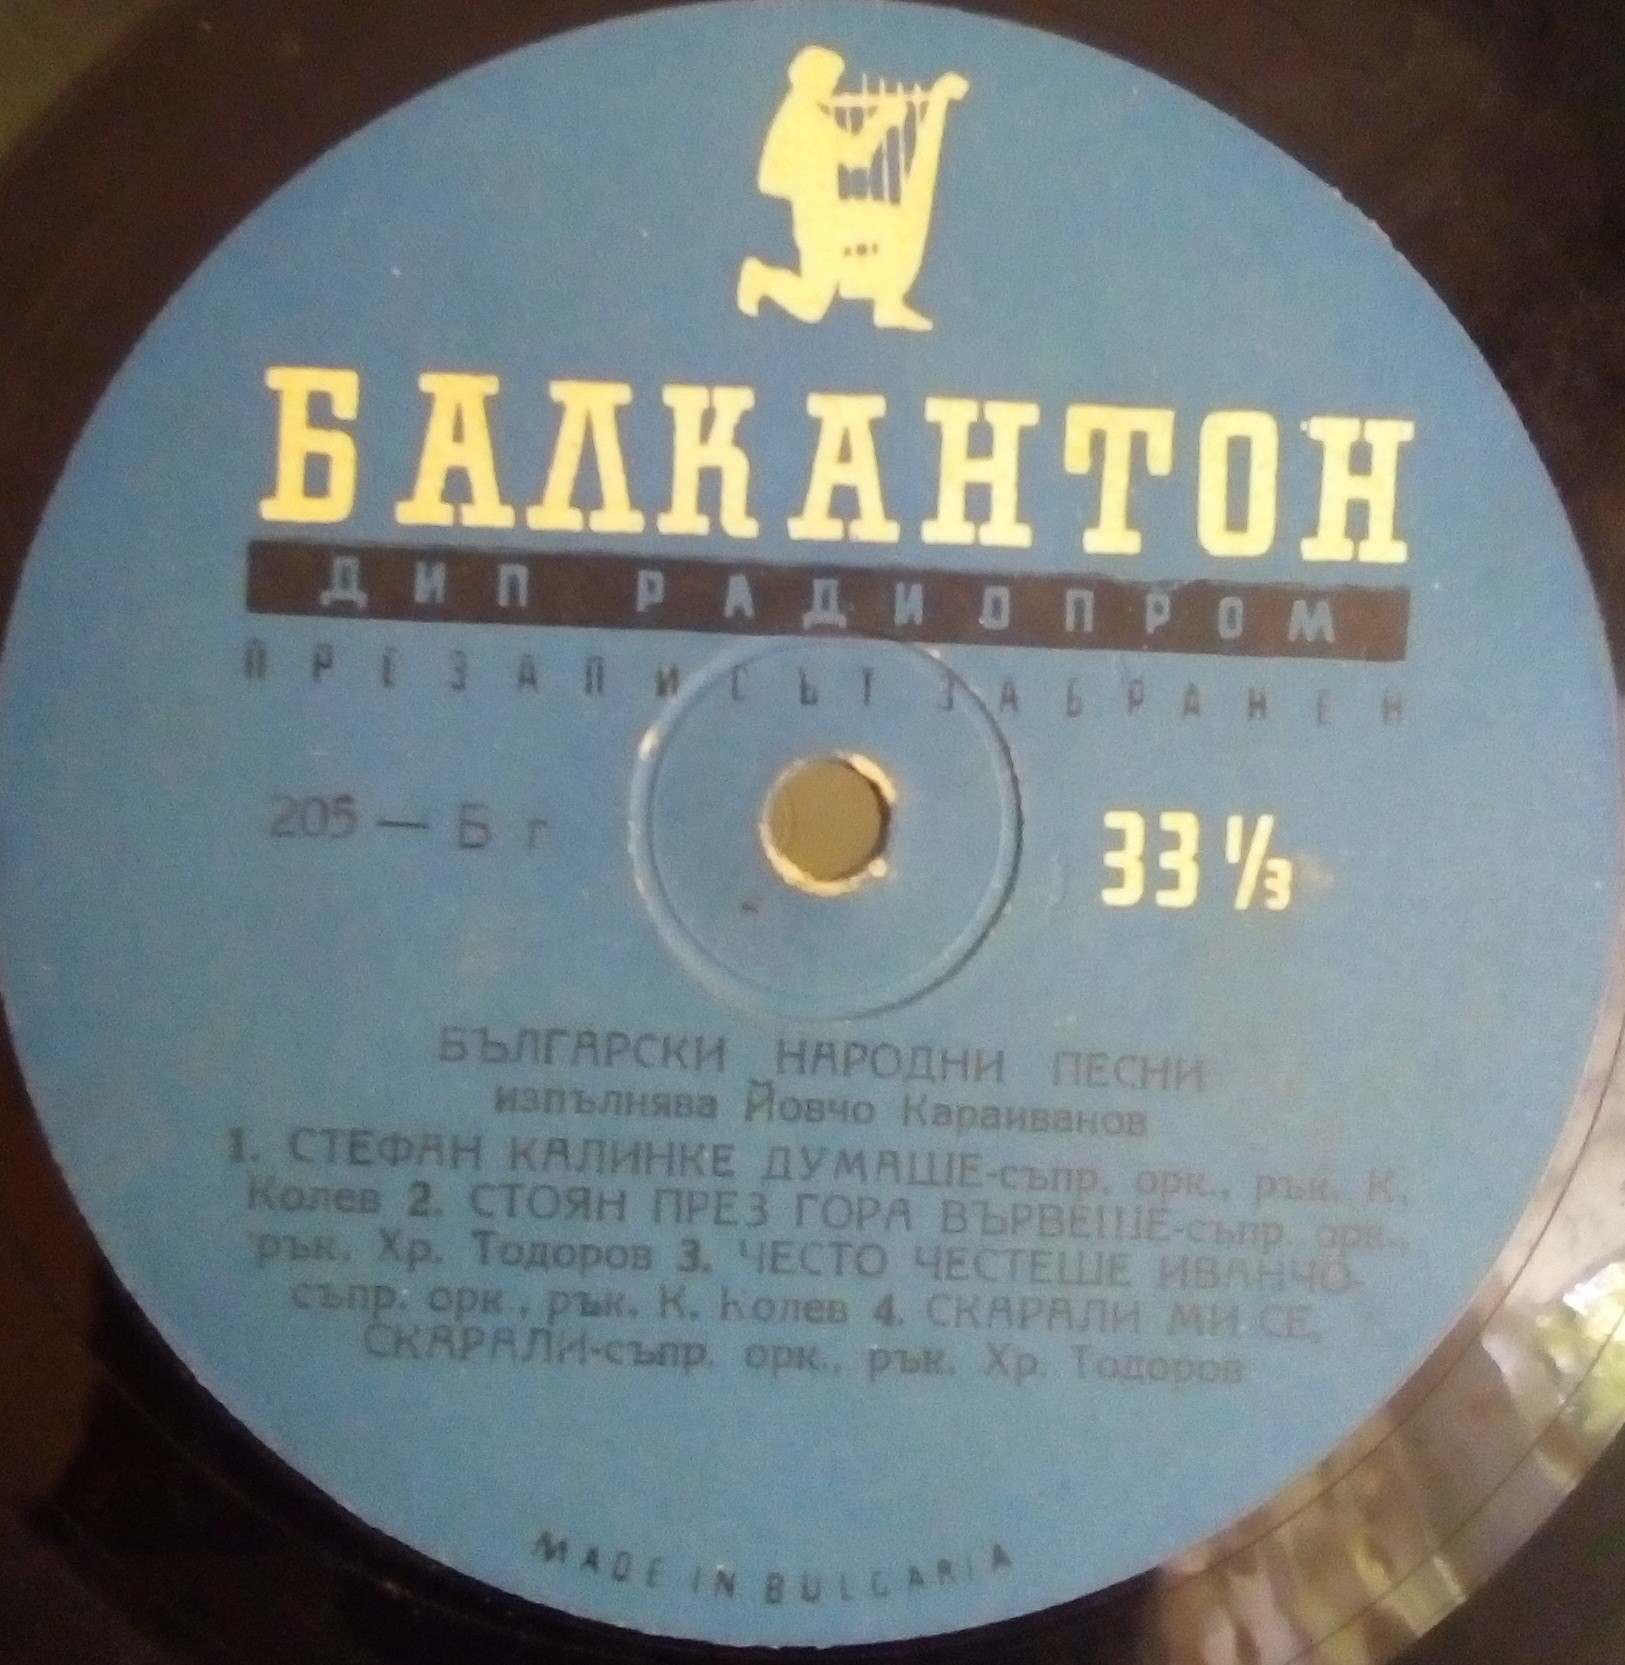 БАЛКАНТОН
ДИП РАДИОПРОМ
ПРЕЗАПИСЪТ ЗАБРАНЕН
205 — Б г
33 ⅓
БЪЛГАРСКИ НАРОДНИ ПЕСНИ
изпълнява Йовчо Караиванов
1. СТЕФАН КАЛИНКЕ ДУМАШЕ-съпр. орк., рък. К.
Колев 2. СТОЯН ПРЕЗ ГОРА ВЪРВЕШЕ-съпр. орк.,
рък. Хр. Тодоров 3. ЧЕСТО ЧЕСТЕШЕ ИВАНЧО-
съпр. орк., рък. К. Колев 4. СКАРАЛИ МИ СЕ,
СКАРАЛИ-съпр. орк., рък. Хр. Тодоров
MADE IN BULGARIA